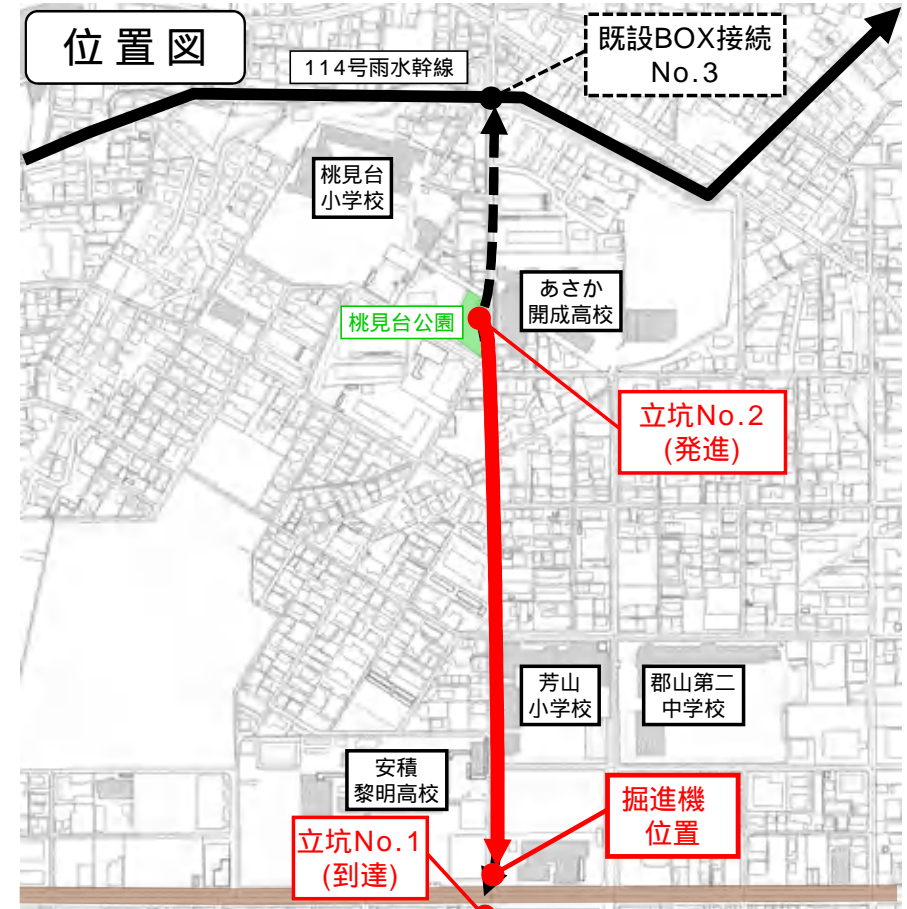 位置図
既設BOX接続
No.3
114号雨水幹線
桃見台
小学校
あさか
開成高校
桃見台公園
立坑No.2
(発進)
芳山
小学校
郡山第二
中学校
安積
黎明高校
掘進機
位置
立坑No.1
(到達)